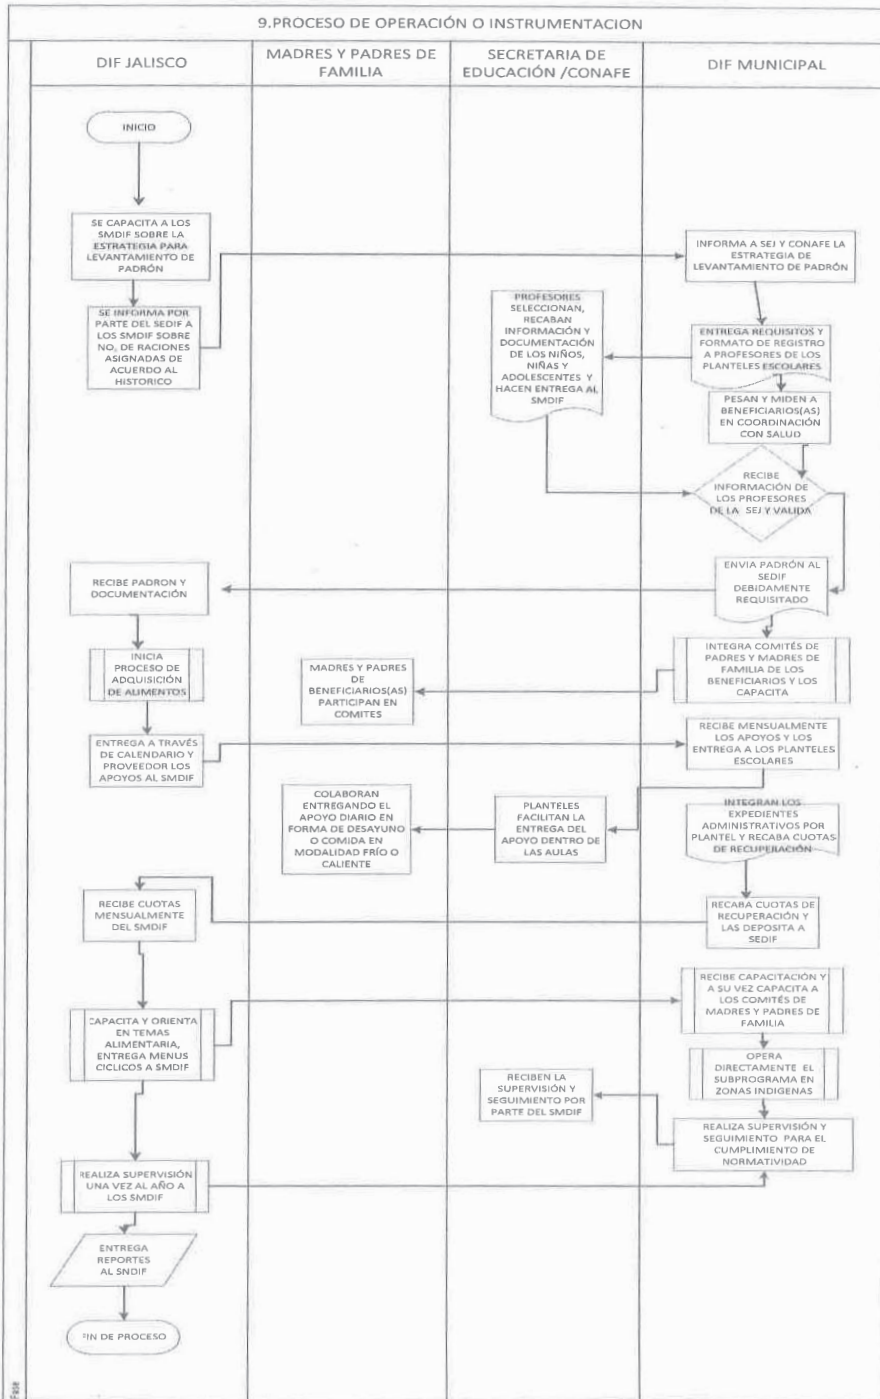 9.PROCESO DE OPERACIÓN O INSTRUMENTACION
DIF JALISCO
MADRES Y PADRES DE
FAMILIA
SECRETARIA DE
EDUCACIÓN /CONAFE
DIF MUNICIPAL
INICIO
SE CAPACITA A LOS
SMDIF SOBRE LA
ESTRATEGIA PARA
LEVANTAMIENTO DE
PADRÓN
INFORMA A SEJ Y CONAFE LA
ESTRATEGIA DE
LEVANTAMIENTO DE PADRÓN
SE INFORMA POR
PARTE DEL SEDIF A
LOS SMDIF SOBRE
NO, DE RACIONES
ASIGNADAS DE
ACUERDO AL
HISTORICO
PROFESORES
SELECCIONAN,
RECABAN
INFORMACIÓN Y
DOCUMENTACIÓN
DE LOS NIÑOS,
NIÑAS Y
ADOLESCENTES Y
HACEN ENTREGA AL
SMDIF
ENTREGA REQUISITOS Y
FORMATO DE REGISTRO
A PROFESORES DE LOS
PLANTELES ESCOLARES
PESAN Y MIDEN A
BENEFICIARIOS(AS)
EN COORDINACIÓN
CON SALUD
RECIBE
INFORMACIÓN DE
LOS PROFESORES
DE LA SEJ Y VALIDA
RECIBE PADRON Y
DOCUMENTACIÓN
ENVIA PADRÓN AL
SEDIF
DEBIDAMENTE
REQUISITADO
INICIA
PROCESO DE
ADQUISICIÓN
DE ALIMENTOS
MADRES Y PADRES
DE
BENEFICIARIOS(AS)
PARTICIPAN EN
COMITES
INTEGRA COMITÉS DE
PADRES Y MADRES DE
FAMILIA DE LOS
BENEFICIARIOS Y LOS
CAPACITA
ENTREGA A TRAVÉS
DE CALENDARIO Y
PROVEEDOR LOS
APOYOS AL SMDIF
RECIBE MENSUALMENTE
LOS APOYOS Y LOS
ENTREGA A LOS PLANTELES
ESCOLARES
COLABORAN
ENTREGANDO EL
APOYO DIARIO EN
FORMA DE DESAYUNO
O COMIDA EN
MODALIDAD FRÍO O
CALIENTE
PLANTELES
FACILITAN LA
ENTREGA DEL
APOYO DENTRO DE
LAS AULAS
INTEGRAN LOS
EXPEDIENTES
ADMINISTRATIVOS POR
PLANTEL Y RECABA CUOTAS
DE RECUPERACIÓN
RECIBE CUOTAS
MENSUALMENTE
DEL SMDIF
RECABA CUOTAS DE
RECUPERACIÓN Y
LAS DEPOSITA A
SEDIF
CAPACITA Y ORIENTA
EN TEMAS
ALIMENTARIA,
ENTREGA MENUS
CICLICOS A SMDIF
RECIBE CAPACITACIÓN Y
A SU VEZ CAPACITA A
LOS COMITÉS DE
MADRES Y PADRES DE
FAMILIA
OPERA
DIRECTAMENTE EL
SUBPROGRAMA EN
ZONAS INDIGENAS
RECIBEN LA
SUPERVISIÓN Y
SEGUIMIENTO POR
PARTE DEL SMDIF
REALIZA SUPERVISIÓN Y
SEGUIMIENTO PARA EL
CUMPLIMIENTO DE
NORMATIVIDAD
REALIZA SUPERVISIÓN
UNA VEZ AL AÑO A
LOS SMDIF
ENTREGA
REPORTES
AL SNDIF
FIN DE PROCESO
Fase